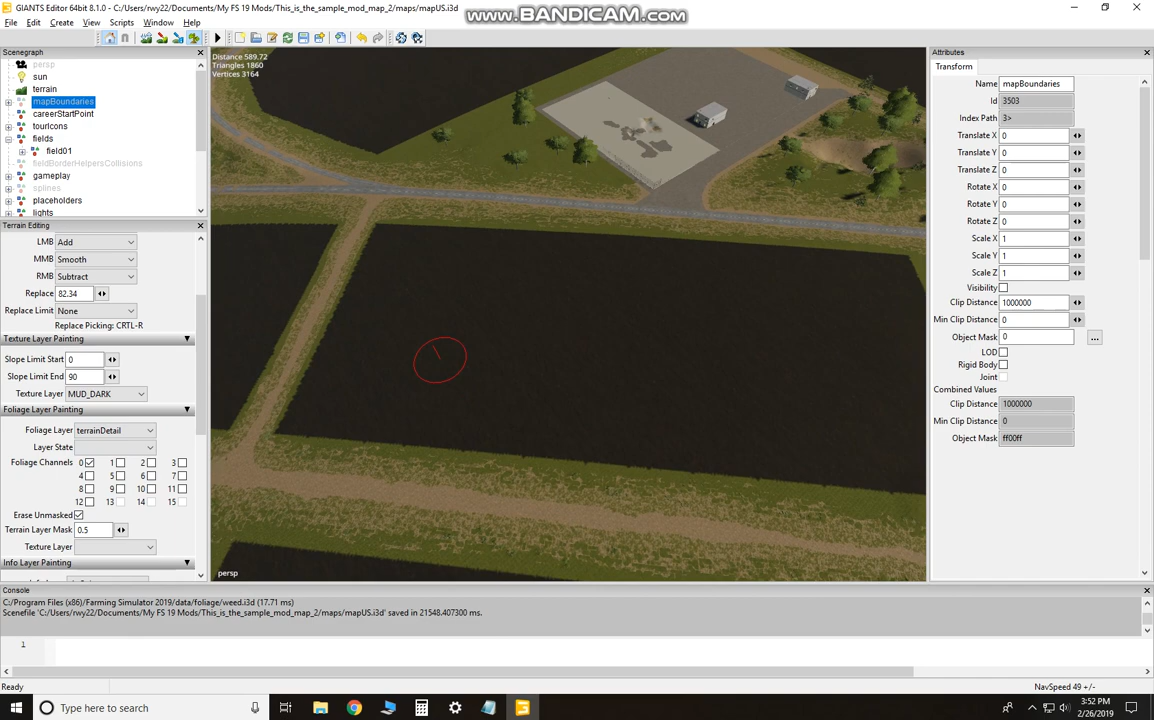 GIANTS Editor 64bit 8.1.0 - C:/Users/rwy22/Documents/My FS 19 Mods/This_is_the_sample_mod_map_2/maps/mapUS.i3d
www.BANDICAM.com
File Edit Create View Scripts Window Help
Scenegraph
persp
sun
terrain
mapBoundaries
careerStartPoint
tourIcons
fields
field01
fieldBorderHelpersCollisions
gameplay
splines
placeholders
lights
Terrain Editing
LMB Add
MMB Smooth
RMB Subtract
Replace 82.34
Replace Limit None
Replace Picking: CRTL-R
Texture Layer Painting
Slope Limit Start 0
Slope Limit End 90
Texture Layer MUD_DARK
Foliage Layer Painting
Foliage Layer terrainDetail
Layer State
Foliage Channels 0 1 2 3
4 5 6 7
8 9 10 11
12 13 14 15
Erase Unmasked
Terrain Layer Mask 0.5
Texture Layer
Info Layer Painting
Distance 589.72
Triangles 1860
Vertices 3164
persp
Attributes
Transform
Name mapBoundaries
Id 3503
Index Path 3>
Translate X 0
Translate Y 0
Translate Z 0
Rotate X 0
Rotate Y 0
Rotate Z 0
Scale X 1
Scale Y 1
Scale Z 1
Visibility
Clip Distance 1000000
Min Clip Distance 0
Object Mask 0 ...
LOD
Rigid Body
Joint
Combined Values
Clip Distance 1000000
Min Clip Distance 0
Object Mask ff00ff
Console
C:/Program Files (x86)/Farming Simulator 2019/data/foliage/weed.i3d (17.71 ms)
Scenefile 'C:/Users/rwy22/Documents/My FS 19 Mods/This_is_the_sample_mod_map_2/maps/mapUS.i3d' saved in 21548.407300 ms.
1
Ready
NavSpeed 49 +/-
Type here to search
3:52 PM
2/26/2019